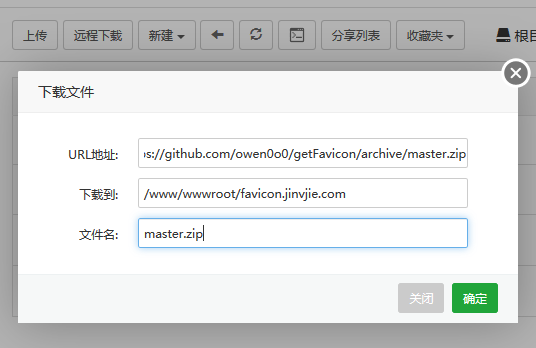 上传 远程下载 新建 分享列表 收藏夹 根目
下载文件
URL地址: os://github.com/owen0o0/getFavicon/archive/master.zip
下载到: /www/wwwroot/favicon.jinvjie.com
文件名: master.zip
关闭 确定